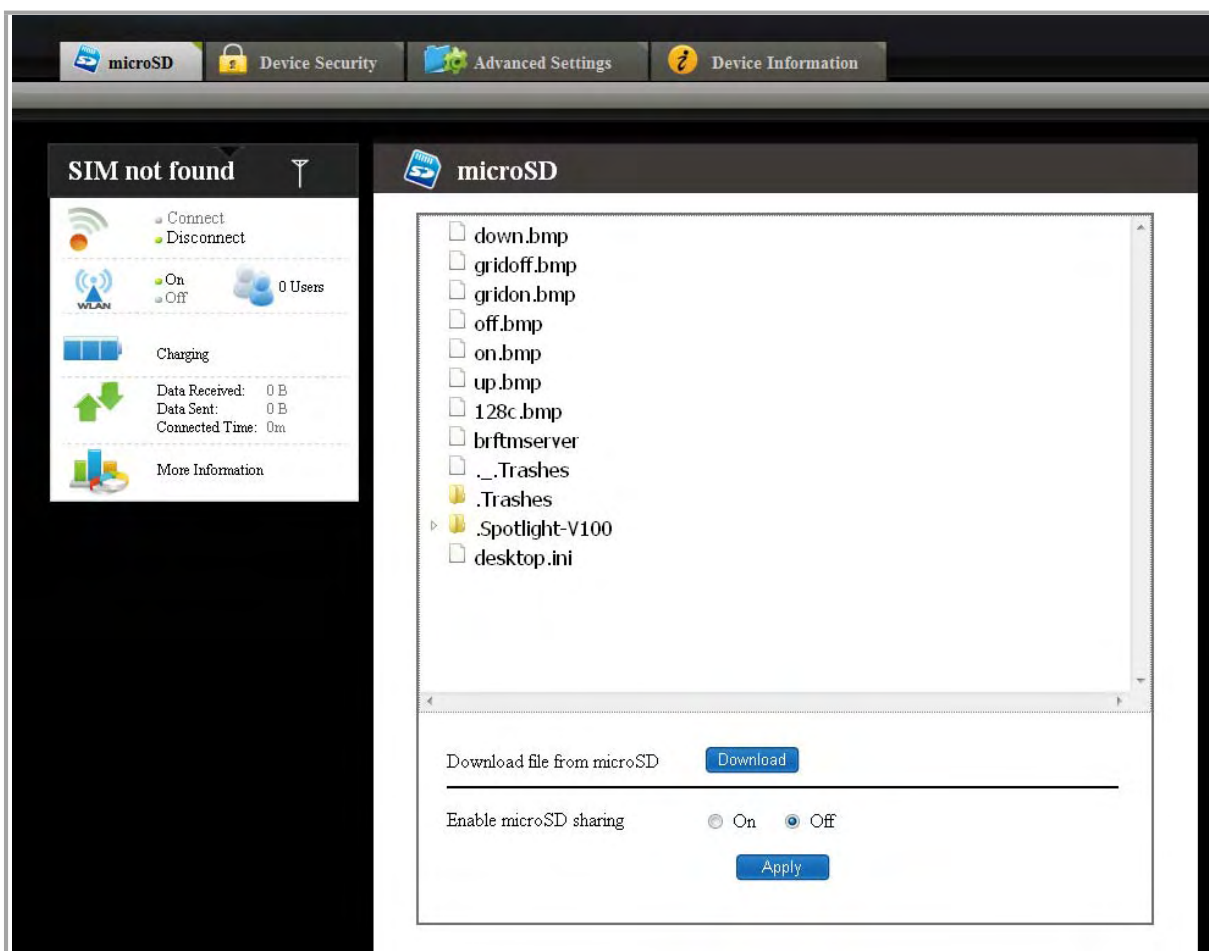 microSD Device Security Advanced Settings Device Information
SIM not found
Connect
Disconnect
WLAN
On
Off
0 Users
Charging
Data Received: 0 B
Data Sent: 0 B
Connected Time: 0m
More Information
microSD
down.bmp
gridoff.bmp
gridon.bmp
off.bmp
on.bmp
up.bmp
128c.bmp
brftmserver
._.Trashes
.Trashes
.Spotlight-V100
desktop.ini
Download file from microSD Download
Enable microSD sharing On Off
Apply